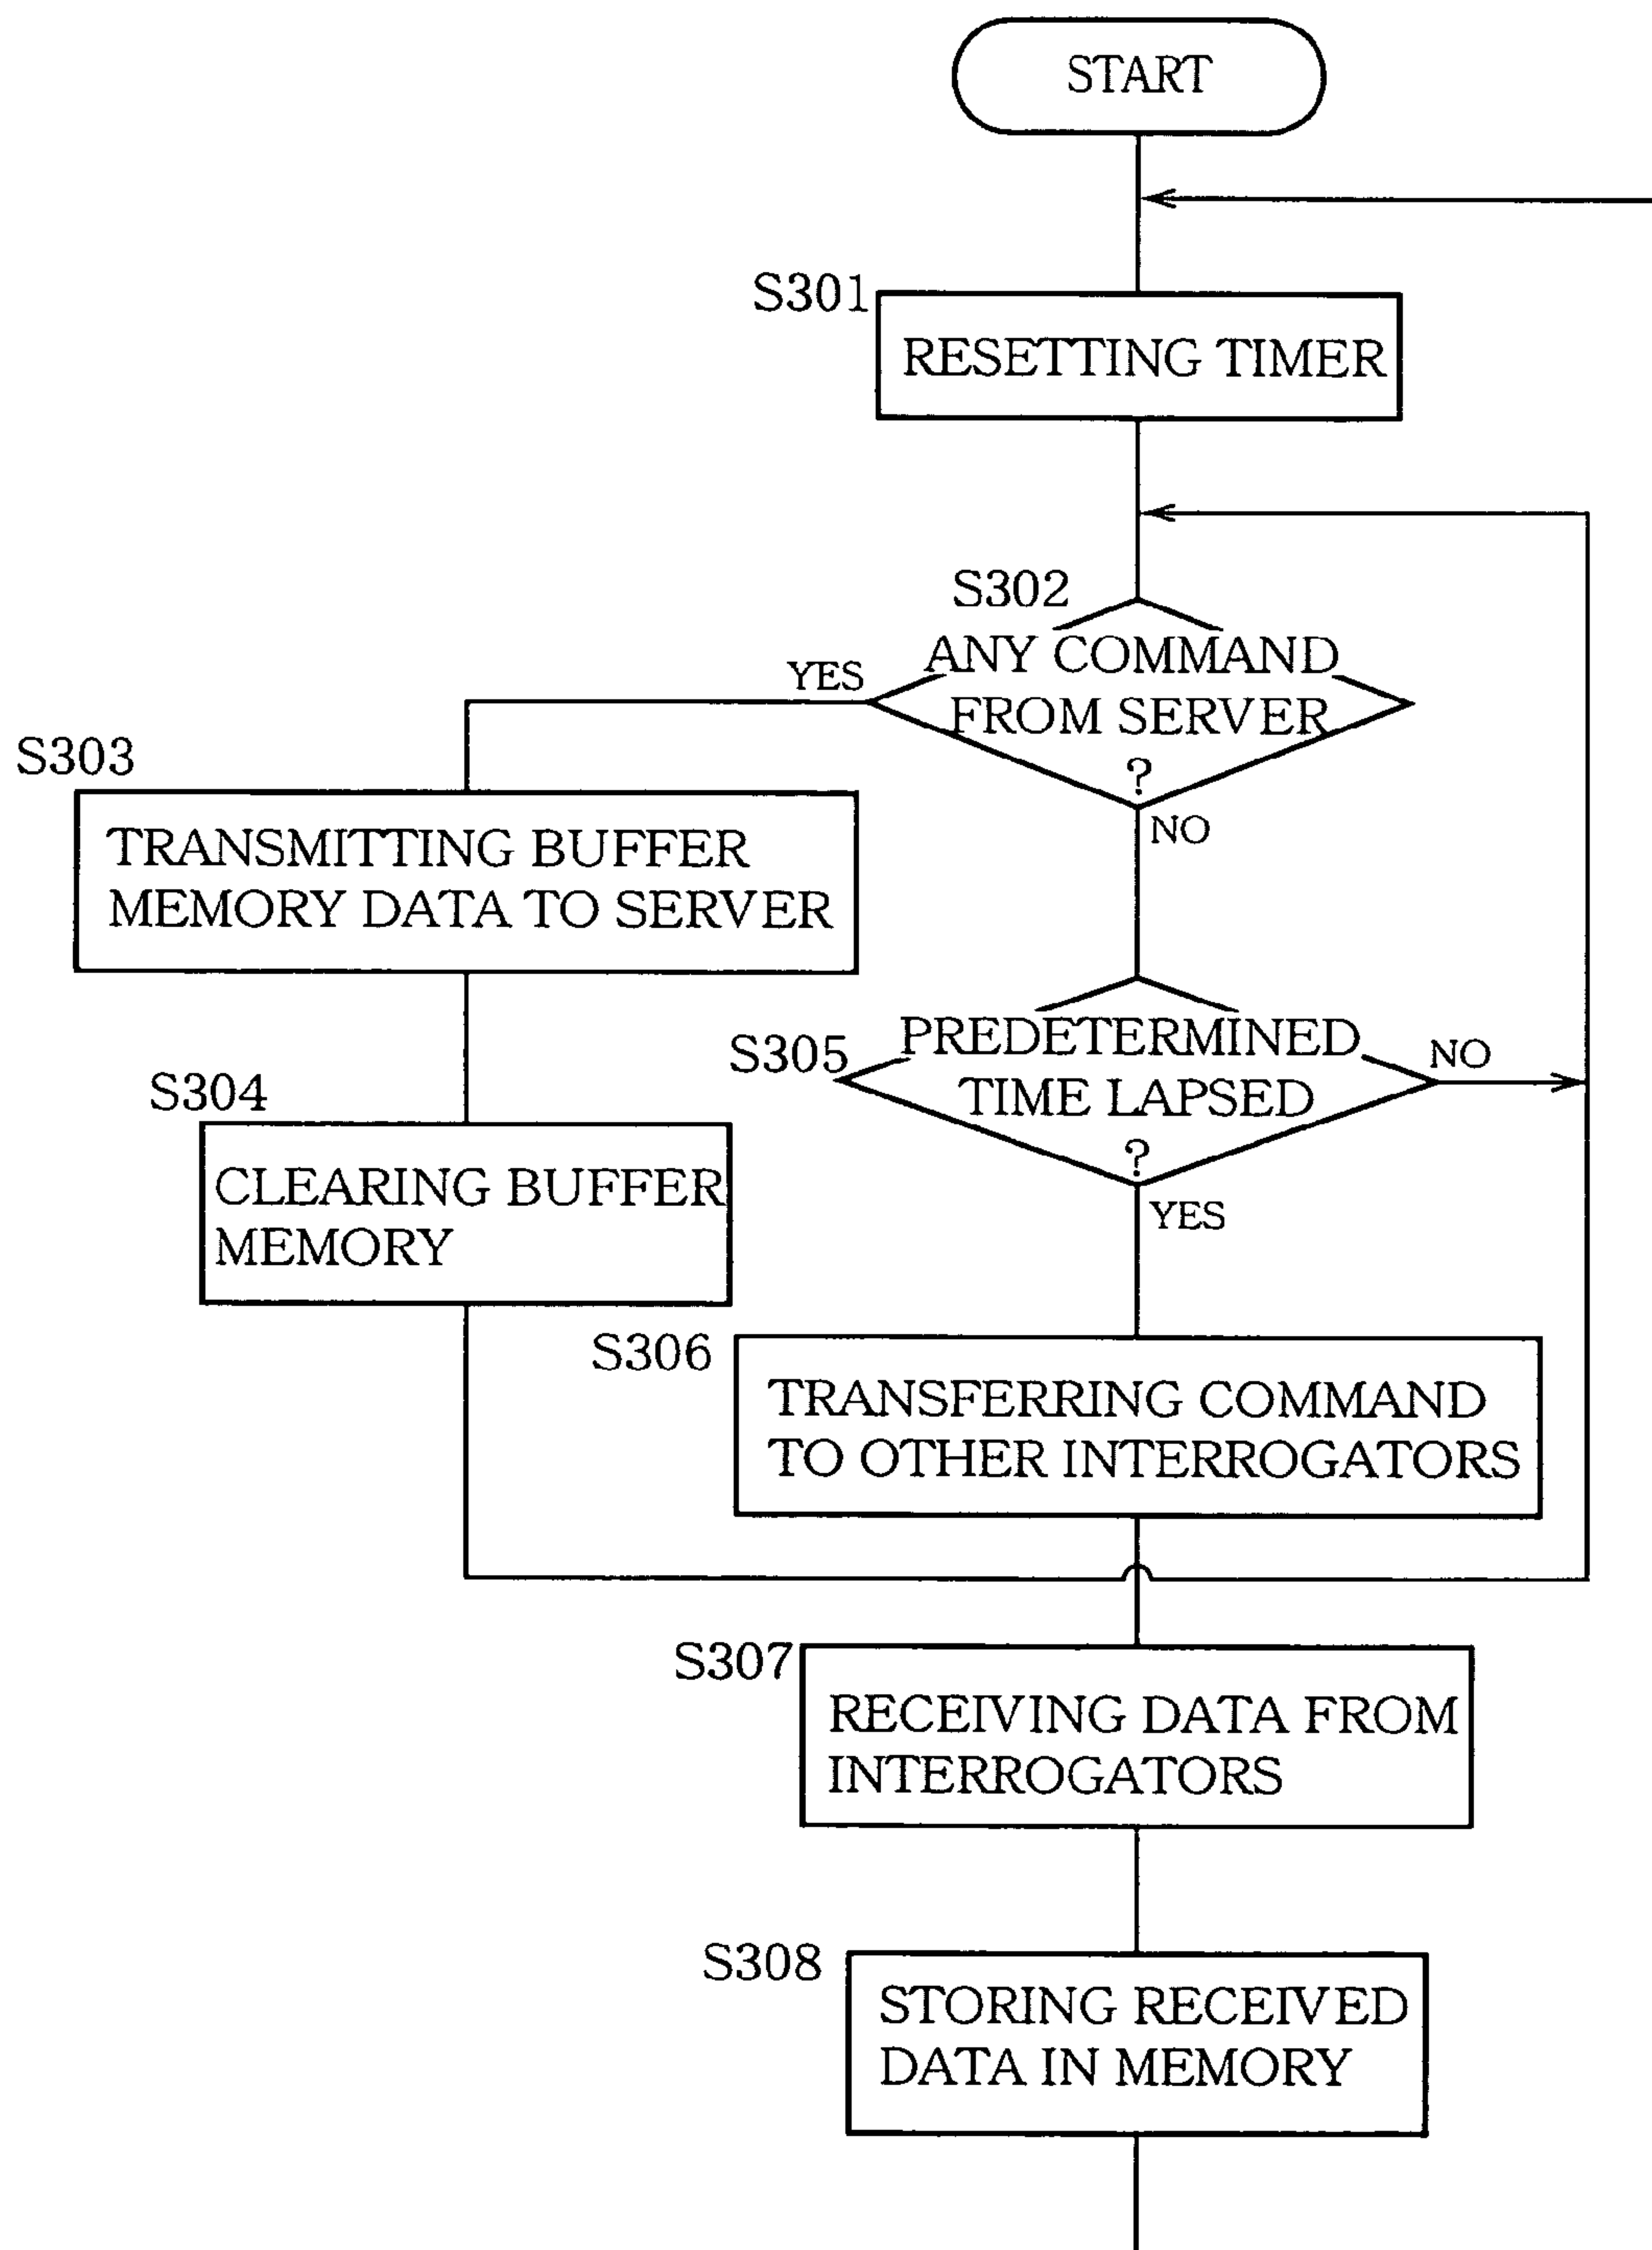 START
S301
RESETTING TIMER
S302
ANY COMMAND
FROM SERVER
?
YES
NO
S303
TRANSMITTING BUFFER
MEMORY DATA TO SERVER
S305
PREDETERMINED
TIME LAPSED
?
NO
YES
S304
CLEARING BUFFER
MEMORY
S306
TRANSFERRING COMMAND
TO OTHER INTERROGATORS
S307
RECEIVING DATA FROM
INTERROGATORS
S308
STORING RECEIVED
DATA IN MEMORY